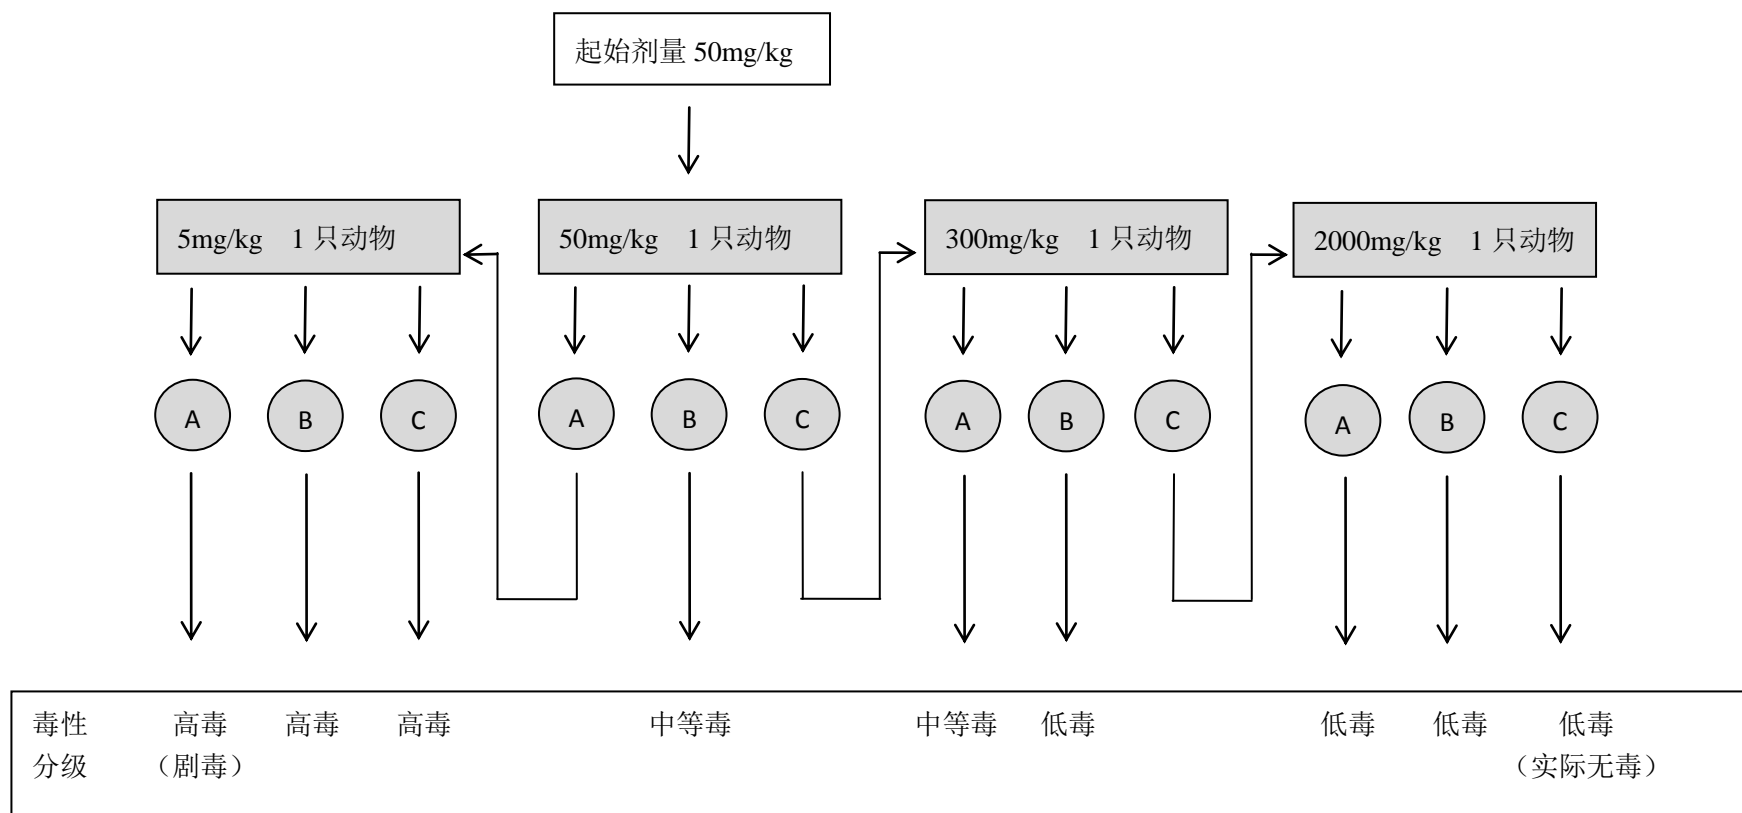 起始剂量 50mg/kg
5mg/kg 1 只动物
50mg/kg 1 只动物
300mg/kg 1 只动物
2000mg/kg 1 只动物
A B C A B C A B C A B C
毒性 高毒 高毒 高毒 中等毒 中等毒 低毒 低毒 低毒 低毒
分级 （剧毒） （实际无毒）